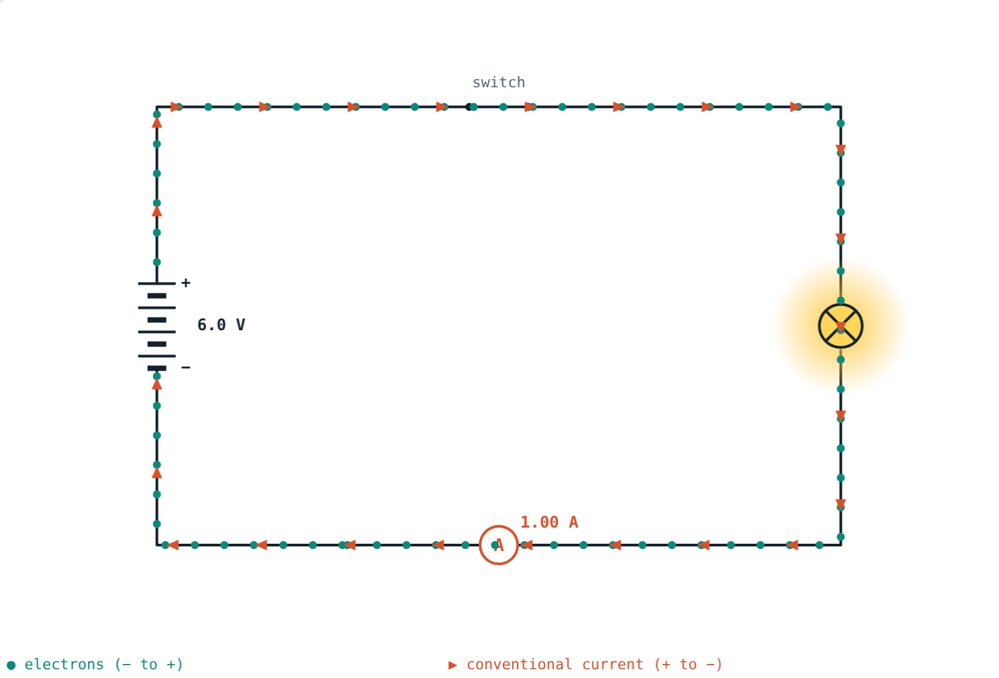 switch
+
6.0 V
−
1.00 A
A
electrons (− to +)
conventional current (+ to −)